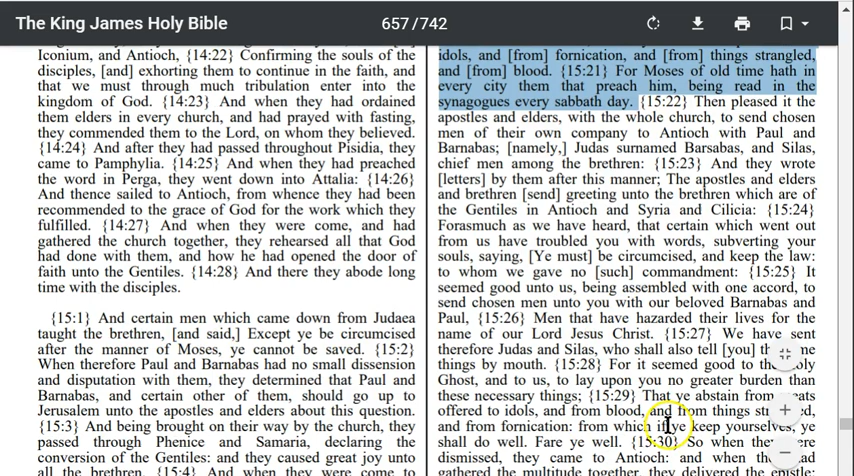 The King James Holy Bible
657/742
Iconium, and Antioch, {14:22} Confirming the souls of the
disciples, [and] exhorting them to continue in the faith, and
that we must through much tribulation enter into the
kingdom of God. {14:23} And when they had ordained
them elders in every church, and had prayed with fasting,
they commended them to the Lord, on whom they believed.
{14:24} And after they had passed throughout Pisidia, they
came to Pamphylia. {14:25} And when they had preached
the word in Perga, they went down into Attalia: {14:26}
And thence sailed to Antioch, from whence they had been
recommended to the grace of God for the work which they
fulfilled. {14:27} And when they were come, and had
gathered the church together, they rehearsed all that God
had done with them, and how he had opened the door of
faith unto the Gentiles. {14:28} And there they abode long
time with the disciples.
{15:1} And certain men which came down from Judaea
taught the brethren, [and said,] Except ye be circumcised
after the manner of Moses, ye cannot be saved. {15:2}
When therefore Paul and Barnabas had no small dissension
and disputation with them, they determined that Paul and
Barnabas, and certain other of them, should go up to
Jerusalem unto the apostles and elders about this question.
{15:3} And being brought on their way by the church, they
passed through Phenice and Samaria, declaring the
conversion of the Gentiles: and they caused great joy unto
all the brethren. {15:4} And when they were come to
idols, and [from] fornication, and [from] things strangled,
and [from] blood. {15:21} For Moses of old time hath in
every city them that preach him, being read in the
synagogues every sabbath day. {15:22} Then pleased it the
apostles and elders, with the whole church, to send chosen
men of their own company to Antioch with Paul and
Barnabas; [namely,] Judas surnamed Barsabas, and Silas,
chief men among the brethren: {15:23} And they wrote
[letters] by them after this manner; The apostles and elders
and brethren [send] greeting unto the brethren which are of
the Gentiles in Antioch and Syria and Cilicia: {15:24}
Forasmuch as we have heard, that certain which went out
from us have troubled you with words, subverting your
souls, saying, [Ye must] be circumcised, and keep the law:
to whom we gave no [such] commandment: {15:25} It
seemed good unto us, being assembled with one accord, to
send chosen men unto you with our beloved Barnabas and
Paul, {15:26} Men that have hazarded their lives for the
name of our Lord Jesus Christ. {15:27} We have sent
therefore Judas and Silas, who shall also tell [you]
things by mouth. {15:28} For it seemed good to the
Ghost, and to us, to lay upon you no greater burden than
these necessary things; {15:29} That ye abstain from
offered to idols, and from blood, and from things
and from fornication: from which if ye keep yourselves, ye
shall do well. Fare ye well. {15:30} So when they
dismissed, they came to Antioch: and when they
gathered the multitude together, they delivered the epistle: